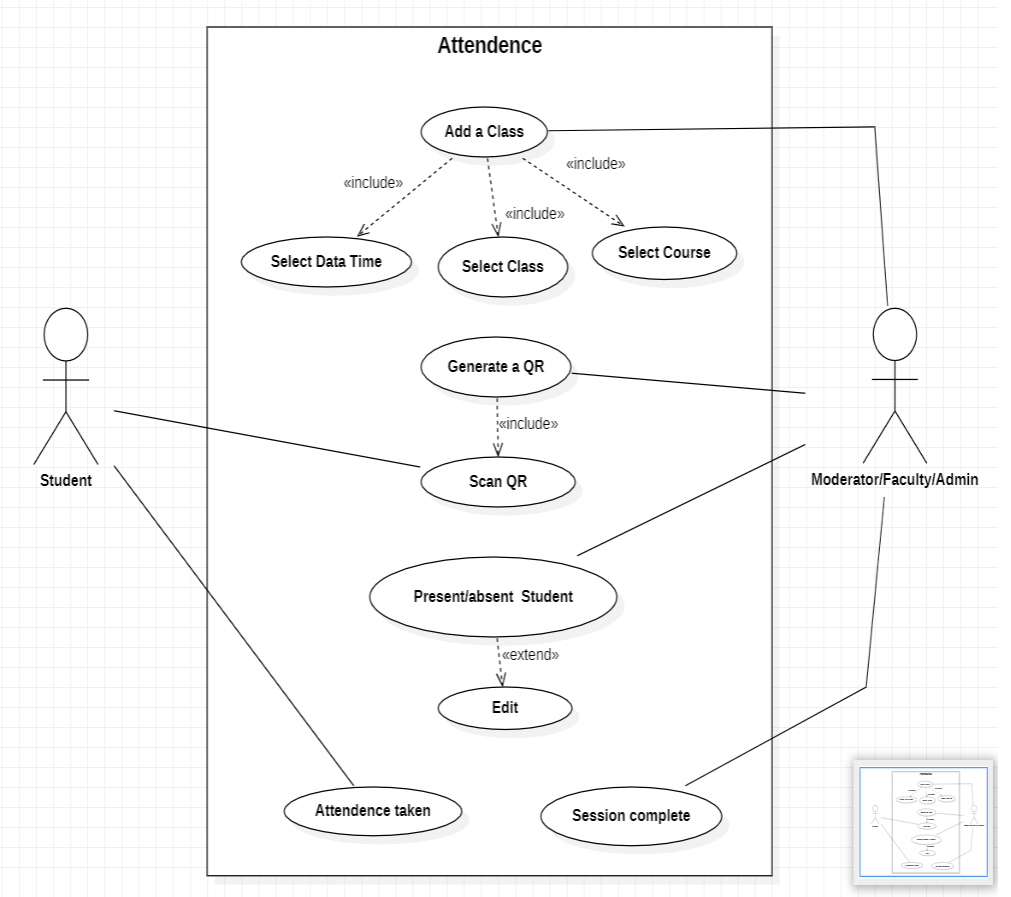 Attendence
Add a Class
«include»
«include»
«include»
Select Data Time
Select Class
Select Course
Generate a QR
«include»
Scan QR
Student
Moderator/Faculty/Admin
Present/absent  Student
«extend»
Edit
Attendence taken
Session complete